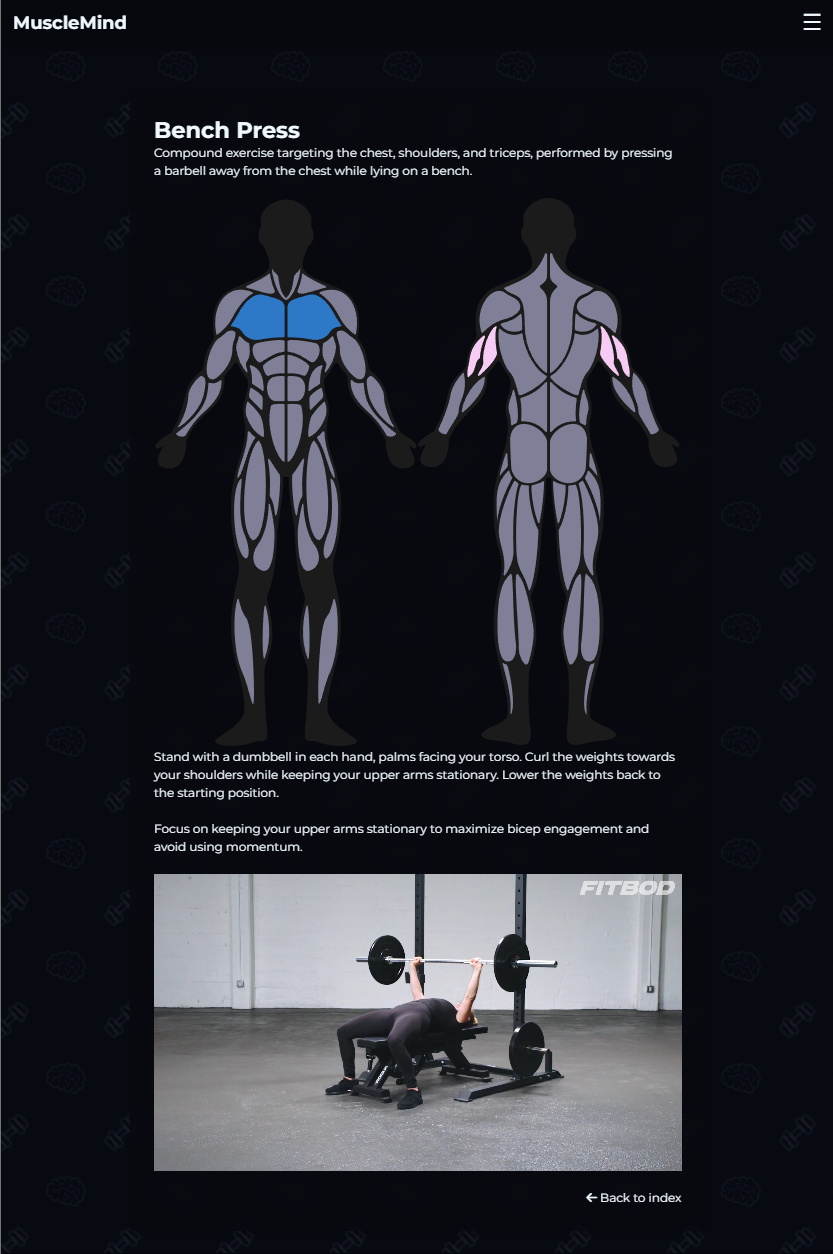 MuscleMind
Bench Press
Compound exercise targeting the chest, shoulders, and triceps, performed by pressing
a barbell away from the chest while lying on a bench.
Stand with a dumbbell in each hand, palms facing your torso. Curl the weights towards
your shoulders while keeping your upper arms stationary. Lower the weights back to
the starting position.
Focus on keeping your upper arms stationary to maximize bicep engagement and
avoid using momentum.
FITBOD
Back to index